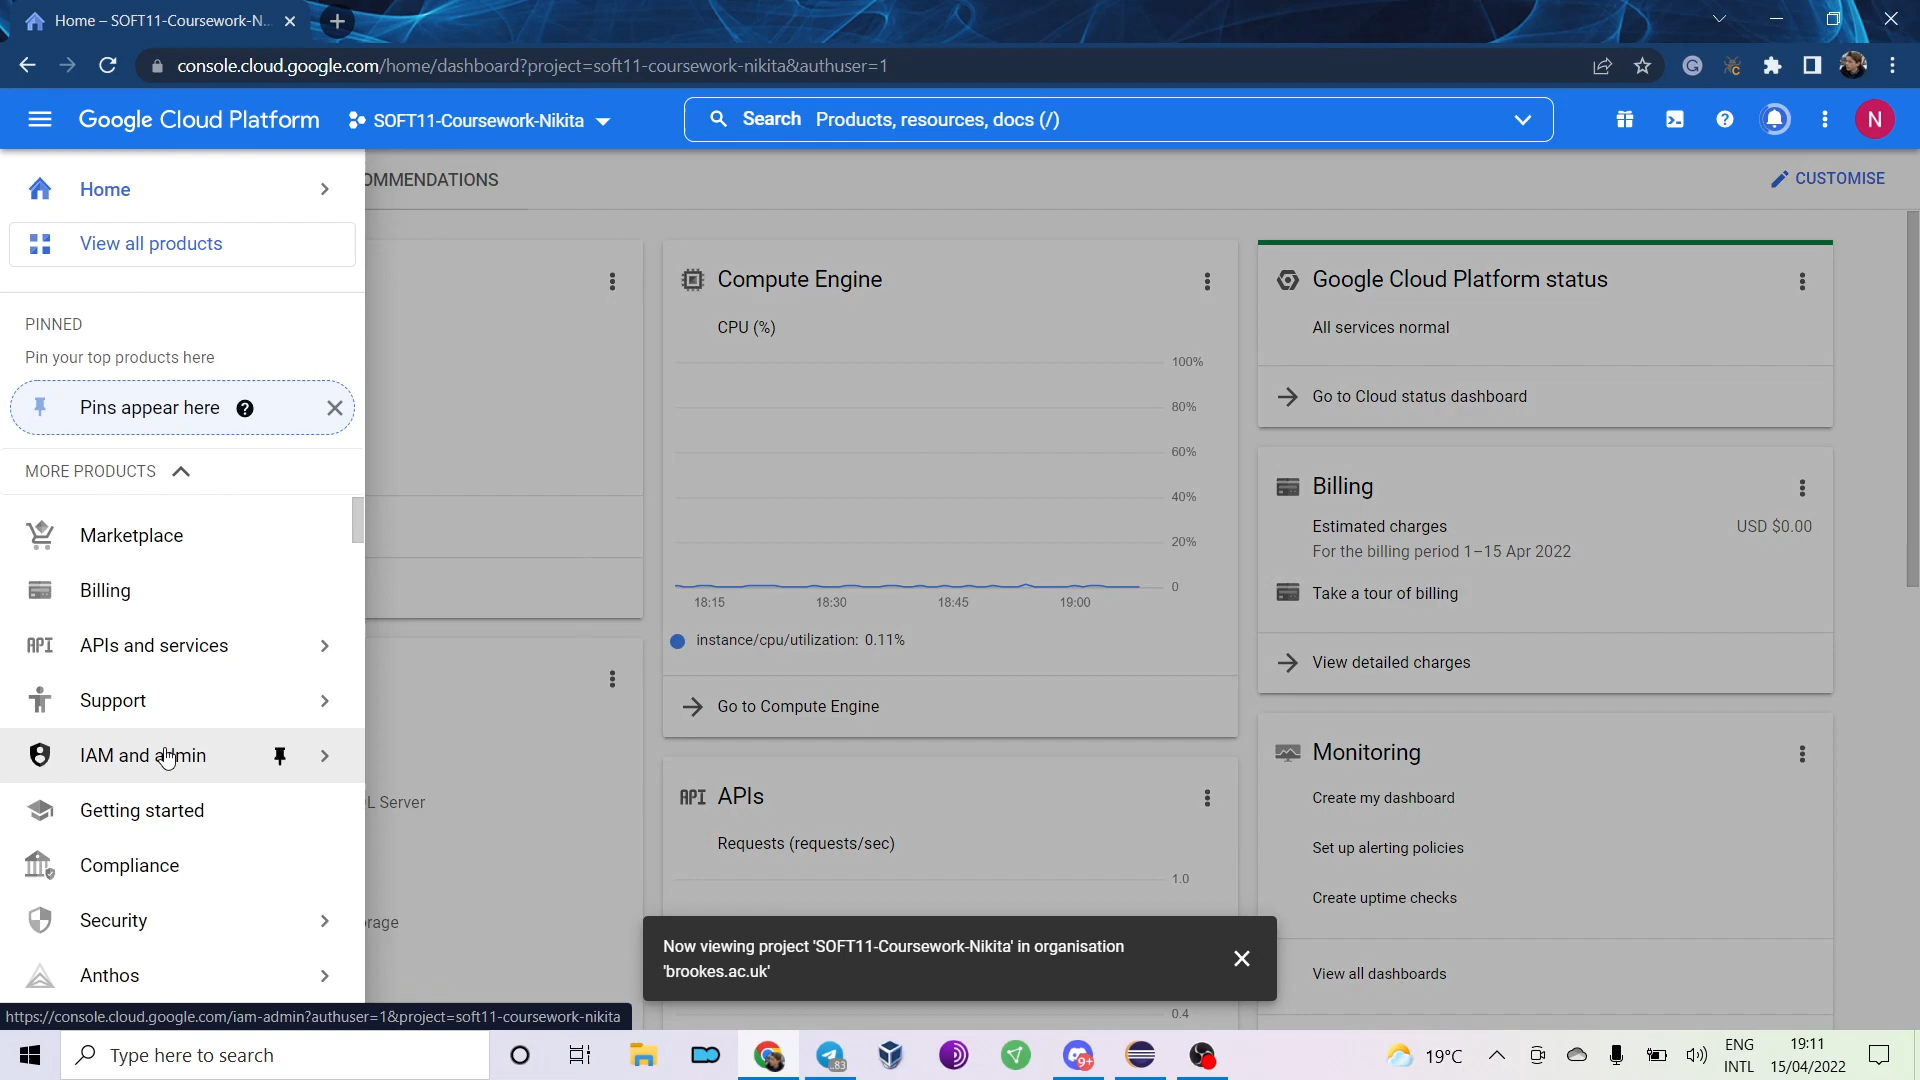 Home – SOFT11-Coursework-N...
console.cloud.google.com/home/dashboard?project=soft11-coursework-nikita&authuser=1
Google Cloud Platform
SOFT11-Coursework-Nikita
Search Products, resources, docs (/)
N
Home
OMMENDATIONS
CUSTOMISE
View all products
PINNED
Pin your top products here
Pins appear here
MORE PRODUCTS
Marketplace
Billing
API APIs and services
Support
IAM and admin
Getting started
Compliance
Security
Anthos
L Server
rage
Compute Engine
CPU (%)
100%
80%
60%
40%
20%
0
18:15 18:30 18:45 19:00
instance/cpu/utilization: 0.11%
Go to Compute Engine
API APIs
Requests (requests/sec)
1.0
0.4
Google Cloud Platform status
All services normal
Go to Cloud status dashboard
Billing
Estimated charges USD $0.00
For the billing period 1–15 Apr 2022
Take a tour of billing
View detailed charges
Monitoring
Create my dashboard
Set up alerting policies
Create uptime checks
View all dashboards
Now viewing project 'SOFT11-Coursework-Nikita' in organisation
'brookes.ac.uk'
https://console.cloud.google.com/iam-admin?authuser=1&project=soft11-coursework-nikita
Type here to search
83
9+
19°C
ENG
INTL
19:11
15/04/2022